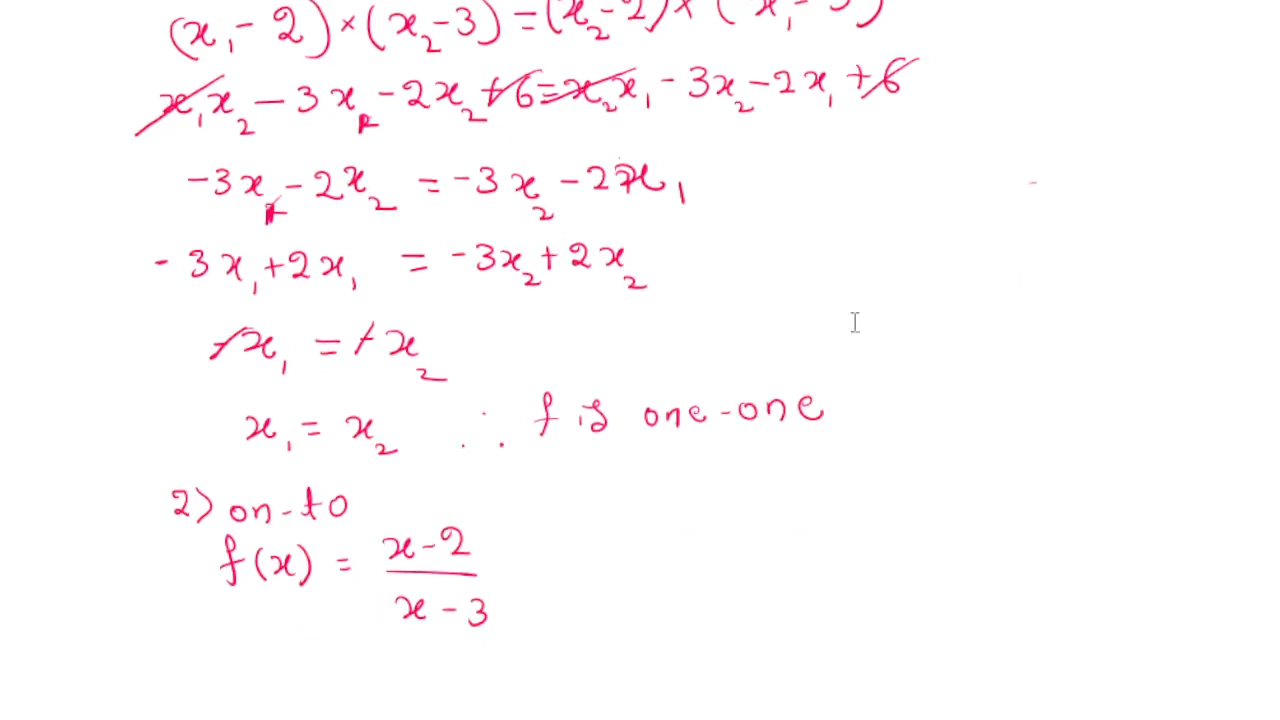 (x₁ - 2) × (x₂ - 3) = (x₂ - 2) × (x₁ - 3)
x₁x₂ - 3x₁ - 2x₂ + 6 = x₂x₁ - 3x₂ - 2x₁ + 6
-3x₁ - 2x₂ = -3x₂ - 2x₁
-3x₁ + 2x₁ = -3x₂ + 2x₂
-x₁ = -x₂
x₁ = x₂ ∴ f is one-one
2) on-to
f(x) = x - 2
x - 3